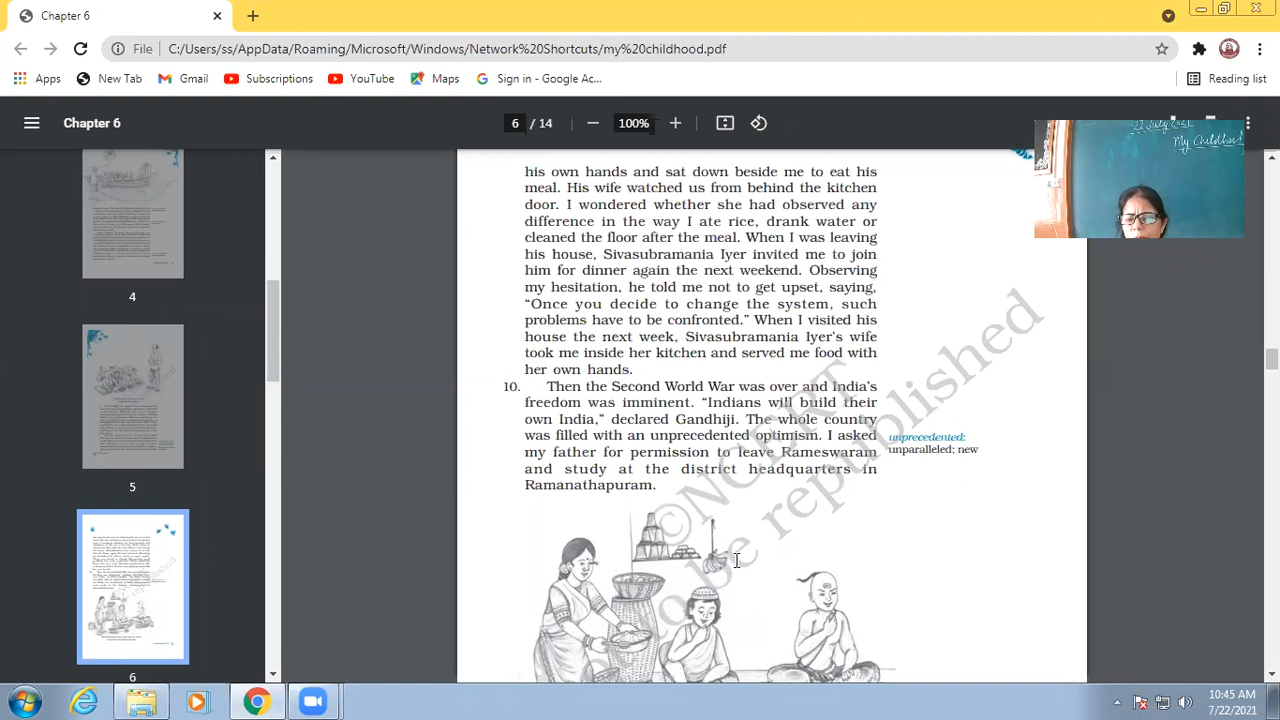 Chapter 6
File
C:/Users/ss/AppData/Roaming/Microsoft/Windows/Network%20Shortcuts/my%20childhood.pdf
Apps
New Tab
Gmail
Subscriptions
YouTube
Maps
Sign in - Google Ac...
Reading list
Chapter 6
6 / 14
100%
My Childhood
4
5
6
his own hands and sat down beside me to eat his
meal. His wife watched us from behind the kitchen
door. I wondered whether she had observed any
difference in the way I ate rice, drank water or
cleaned the floor after the meal. When I was leaving
his house, Sivasubramania Iyer invited me to join
him for dinner again the next weekend. Observing
my hesitation, he told me not to get upset, saying,
“Once you decide to change the system, such
problems have to be confronted.” When I visited his
house the next week, Sivasubramania Iyer’s wife
took me inside her kitchen and served me food with
her own hands.
10. Then the Second World War was over and India’s
freedom was imminent. “Indians will build their
own India,” declared Gandhiji. The whole country
was filled with an unprecedented optimism. I asked
my father for permission to leave Rameswaram
and study at the district headquarters in
Ramanathapuram.
unprecedented:
unparalleled; new
©NCERT
o be republished
10:45 AM
7/22/2021